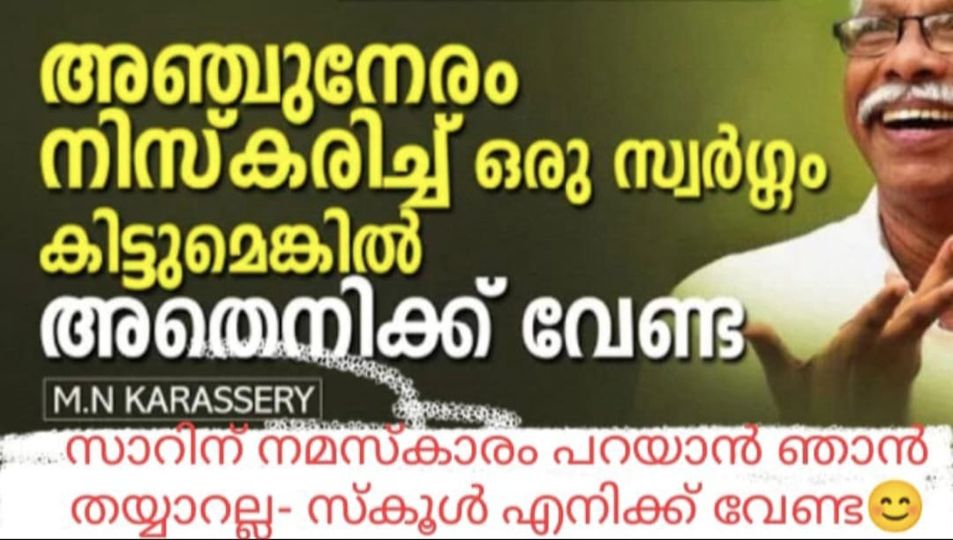 അഞ്ചുനേരം
നിസ്കരിച്ച് ഒരു സ്വർഗ്ഗം
കിട്ടുമെങ്കിൽ
അതെനിക്ക് വേണ്ട
M.N KARASSERY
സാറിന് നമസ്കാരം പറയാൻ ഞാൻ
തയ്യാറല്ല- സ്കൂൾ എനിക്ക് വേണ്ട😊